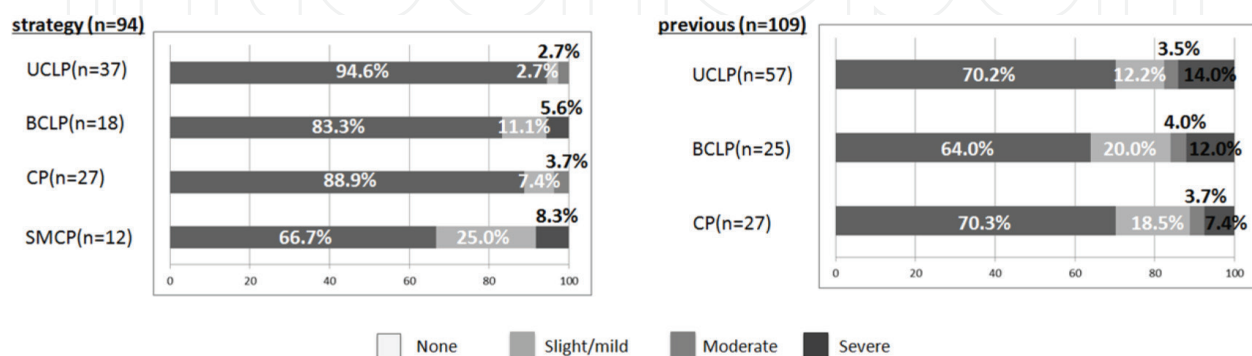 strategy (n=94)
2.7%
UCLP(n=37)
94.6%
2.7%
5.6%
BCLP(n=18)
83.3%
11.1%
3.7%
CP(n=27)
88.9%
7.4%
8.3%
SMCP(n=12)
66.7%
25.0%
0 20 40 60 80 100
previous (n=109)
3.5%
UCLP(n=57)
70.2%
12.2%
14.0%
4.0%
BCLP(n=25)
64.0%
20.0%
12.0%
3.7%
CP(n=27)
70.3%
18.5%
7.4%
0 20 40 60 80 100
None Slight/mild Moderate Severe